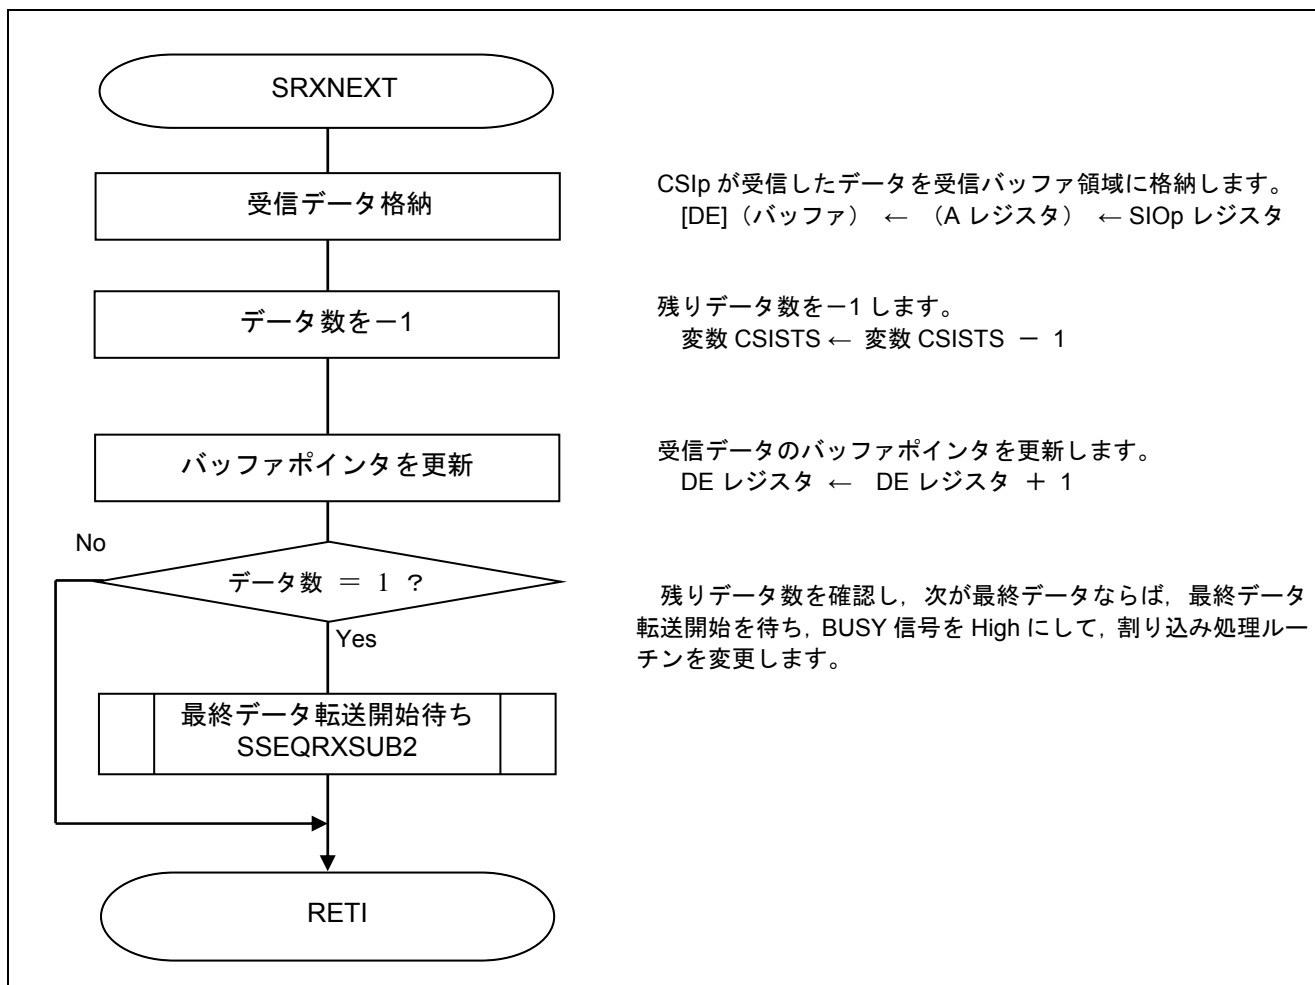 SRXNEXT
受信データ格納
CSIp が受信したデータを受信バッファ領域に格納します。
[DE](バッファ) ← (A レジスタ) ← SIOp レジスタ
データ数を－1
残りデータ数を－1 します。
変数 CSISTS ← 変数 CSISTS － 1
バッファポインタを更新
受信データのバッファポインタを更新します。
DE レジスタ ← DE レジスタ ＋ 1
No
データ数 ＝ 1 ？
Yes
残りデータ数を確認し，次が最終データならば，最終データ
転送開始を待ち，BUSY 信号を High にして，割り込み処理ルー
チンを変更します。
最終データ転送開始待ち
SSEQRXSUB2
RETI